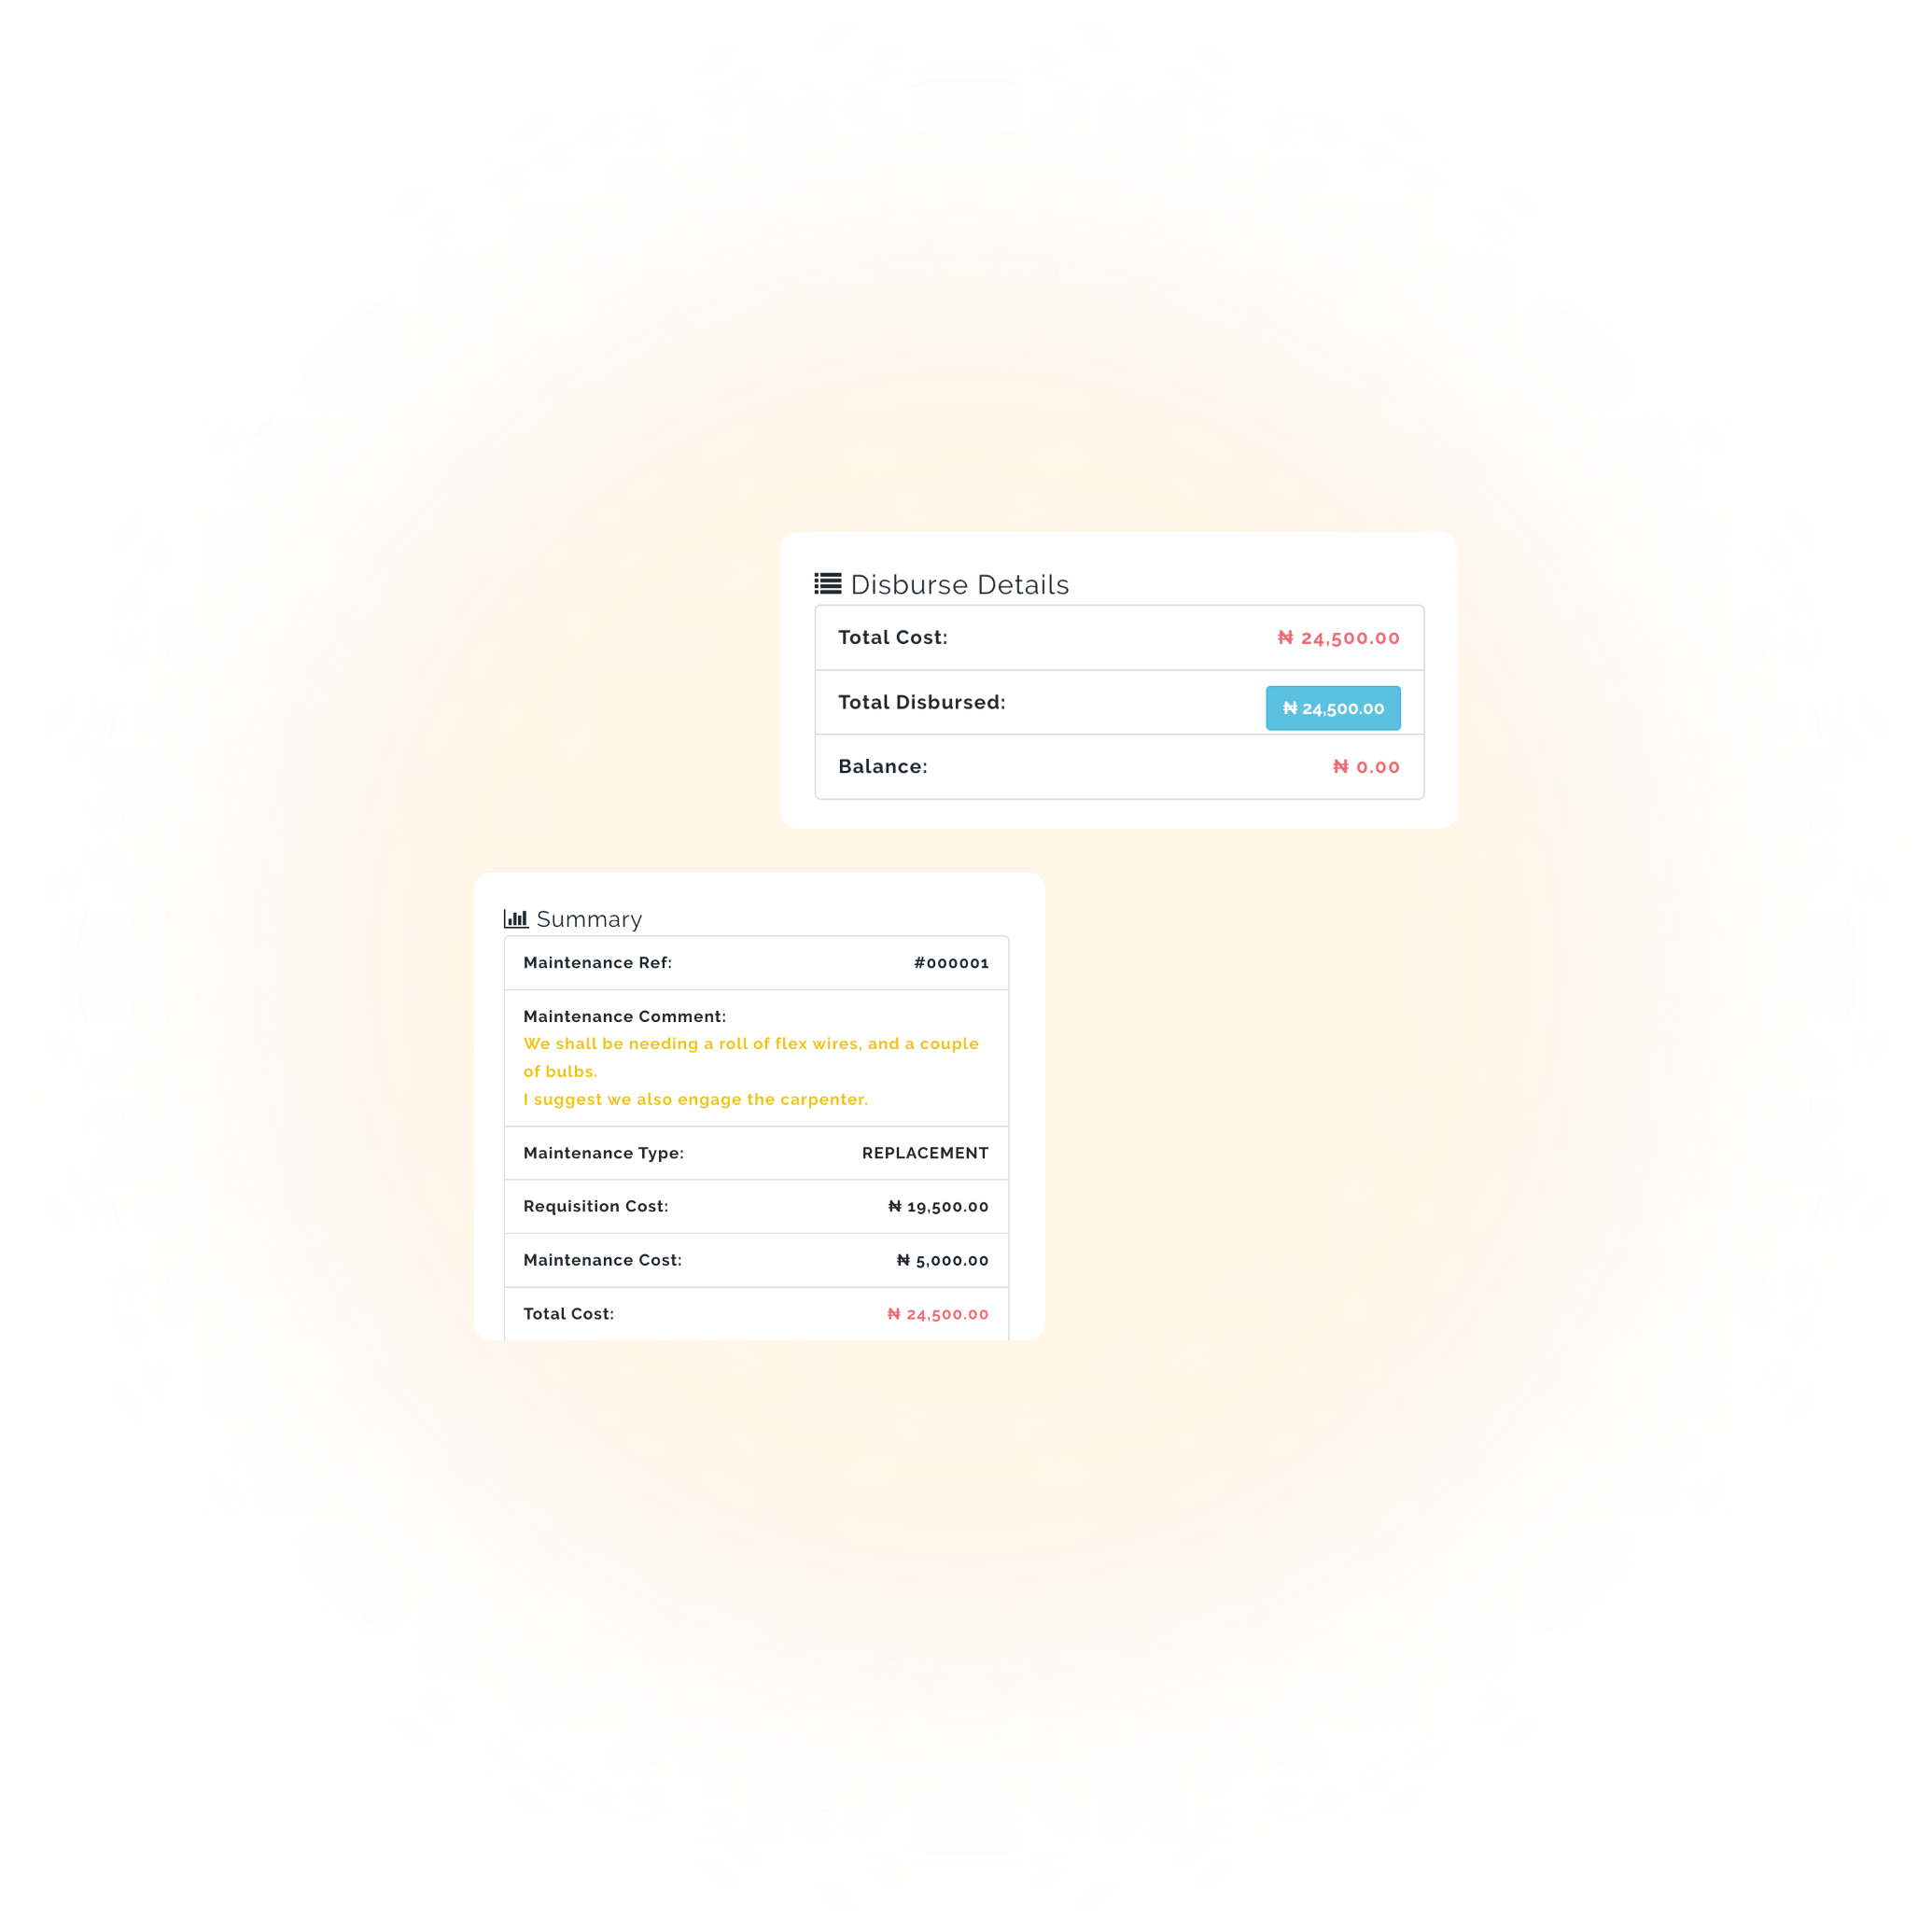 Disburse Details
Total Cost: ₦ 24,500.00
Total Disbursed: ₦ 24,500.00
Balance: ₦ 0.00
Summary
Maintenance Ref: #000001
Maintenance Comment:
We shall be needing a roll of flex wires, and a couple
of bulbs.
I suggest we also engage the carpenter.
Maintenance Type: REPLACEMENT
Requisition Cost: ₦ 19,500.00
Maintenance Cost: ₦ 5,000.00
Total Cost: ₦ 24,500.00